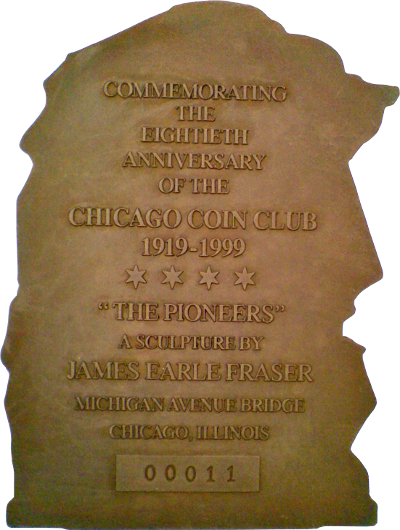 COMMEMORATING
THE
EIGHTIETH
ANNIVERSARY
OF THE
CHICAGO COIN CLUB
1919-1999
"THE PIONEERS"
A SCULPTURE BY
JAMES EARLE FRASER
MICHIGAN AVENUE BRIDGE
CHICAGO, ILLINOIS
00011